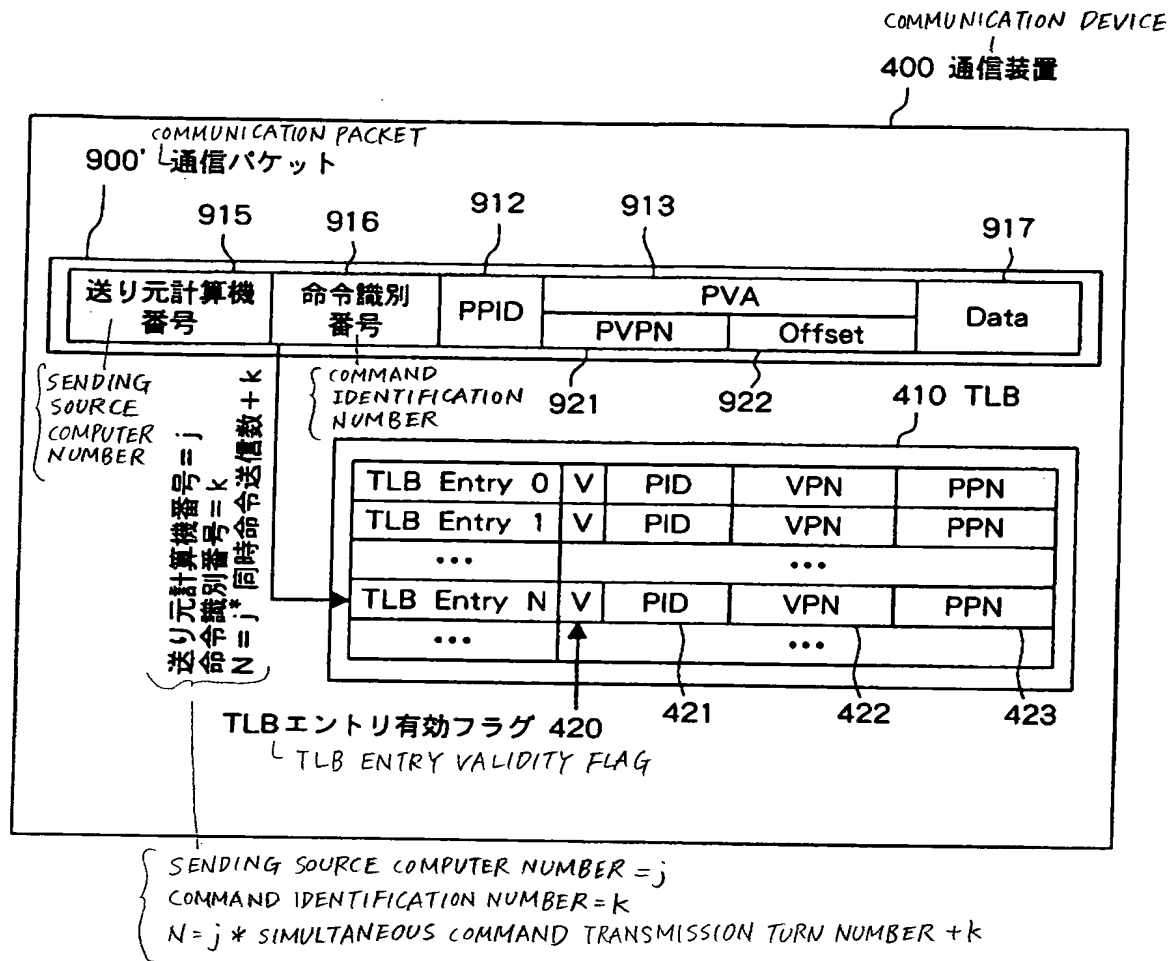 COMMUNICATION DEVICE
400 通信装置
COMMUNICATION PACKET
900' 通信パケット
915 916 912 913 917
送り元計算機番号
命令識別番号
PPID
PVA
PVPN
Offset
Data
SENDING SOURCE COMPUTER NUMBER
COMMAND IDENTIFICATION NUMBER
921 922
410 TLB
送り元計算機番号=j
命令識別番号=k
N=j*同時命令送信数+k
TLB Entry 0 V PID VPN PPN
TLB Entry 1 V PID VPN PPN
... ...
TLB Entry N V PID VPN PPN
... ...
TLBエントリ有効フラグ 420 421 422 423
TLB ENTRY VALIDITY FLAG
SENDING SOURCE COMPUTER NUMBER=j
COMMAND IDENTIFICATION NUMBER=k
N=j * SIMULTANEOUS COMMAND TRANSMISSION TURN NUMBER +k